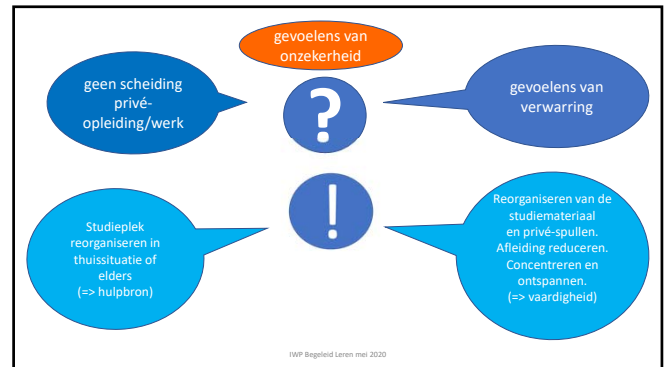 gevoelens van
onzekerheid
geen scheiding
privé-
opleiding/werk
?
gevoelens van
verwarring
!
Studieplek
reorganiseren in
thuissituatie of
elders
(=> hulpbron)
Reorganiseren van de
studiemateriaal
en privé-spullen.
Afleiding reduceren.
Concentreren en
ontspannen.
(=> vaardigheid)
IWP Begeleid Leren mei 2020